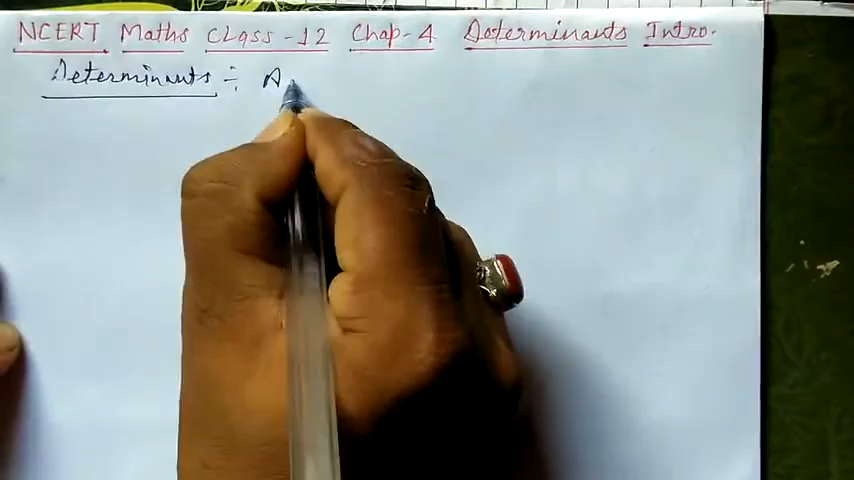 NCERT Maths Class-12 Chap-4 Determinants Intro.
Determinants ÷ A